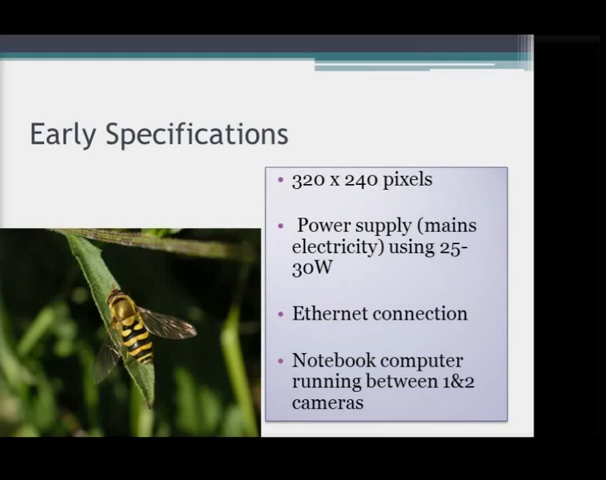 Early Specifications
• 320 x 240 pixels
• Power supply (mains
electricity) using 25-
30W
• Ethernet connection
• Notebook computer
running between 1&2
cameras